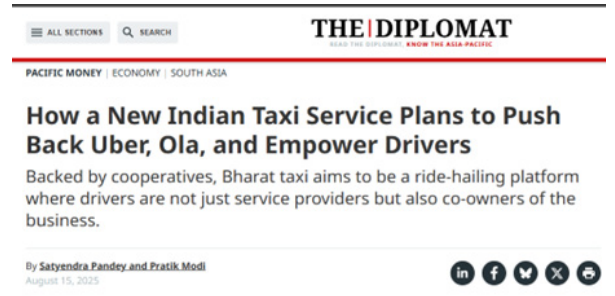 ALL SECTIONS SEARCH
THE|DIPLOMAT
READ THE DIPLOMAT, KNOW THE ASIA-PACIFIC
PACIFIC MONEY | ECONOMY | SOUTH ASIA
How a New Indian Taxi Service Plans to Push
Back Uber, Ola, and Empower Drivers
Backed by cooperatives, Bharat taxi aims to be a ride-hailing platform
where drivers are not just service providers but also co-owners of the
business.
By Satyendra Pandey and Pratik Modi
August 15, 2025